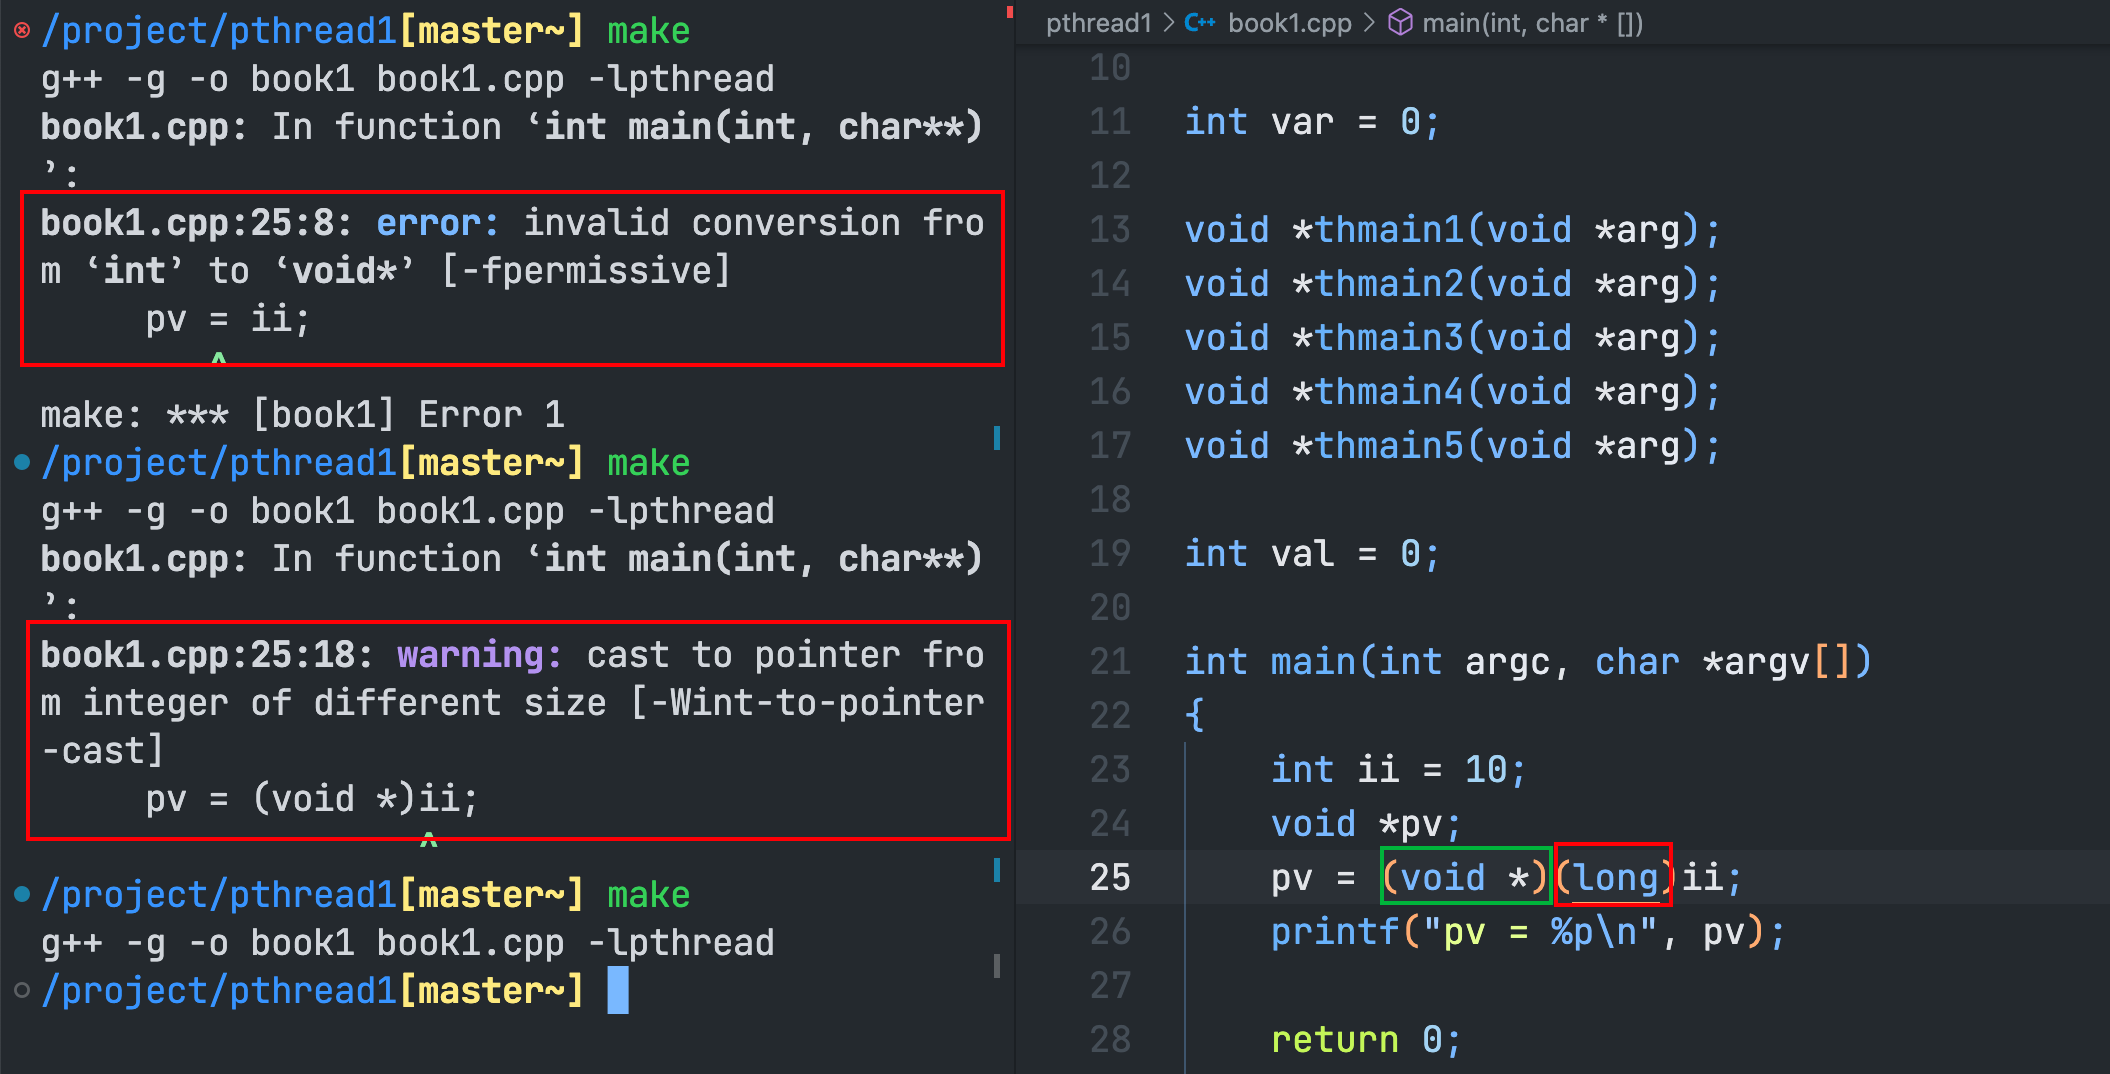 /project/pthread1[master~] make
g++ -g -o book1 book1.cpp -lpthread
book1.cpp: In function ‘int main(int, char**)
’:
book1.cpp:25:8: error: invalid conversion fro
m ‘int’ to ‘void*’ [-fpermissive]
     pv = ii;
        ^
make: *** [book1] Error 1
/project/pthread1[master~] make
g++ -g -o book1 book1.cpp -lpthread
book1.cpp: In function ‘int main(int, char**)
’:
book1.cpp:25:18: warning: cast to pointer fro
m integer of different size [-Wint-to-pointer
-cast]
     pv = (void *)ii;
                  ^
/project/pthread1[master~] make
g++ -g -o book1 book1.cpp -lpthread
/project/pthread1[master~]
pthread1 > C++ book1.cpp > main(int, char * [])
10
11 int var = 0;
12
13 void *thmain1(void *arg);
14 void *thmain2(void *arg);
15 void *thmain3(void *arg);
16 void *thmain4(void *arg);
17 void *thmain5(void *arg);
18
19 int val = 0;
20
21 int main(int argc, char *argv[])
22 {
23     int ii = 10;
24     void *pv;
25     pv = (void *)(long)ii;
26     printf("pv = %p\n", pv);
27
28     return 0;